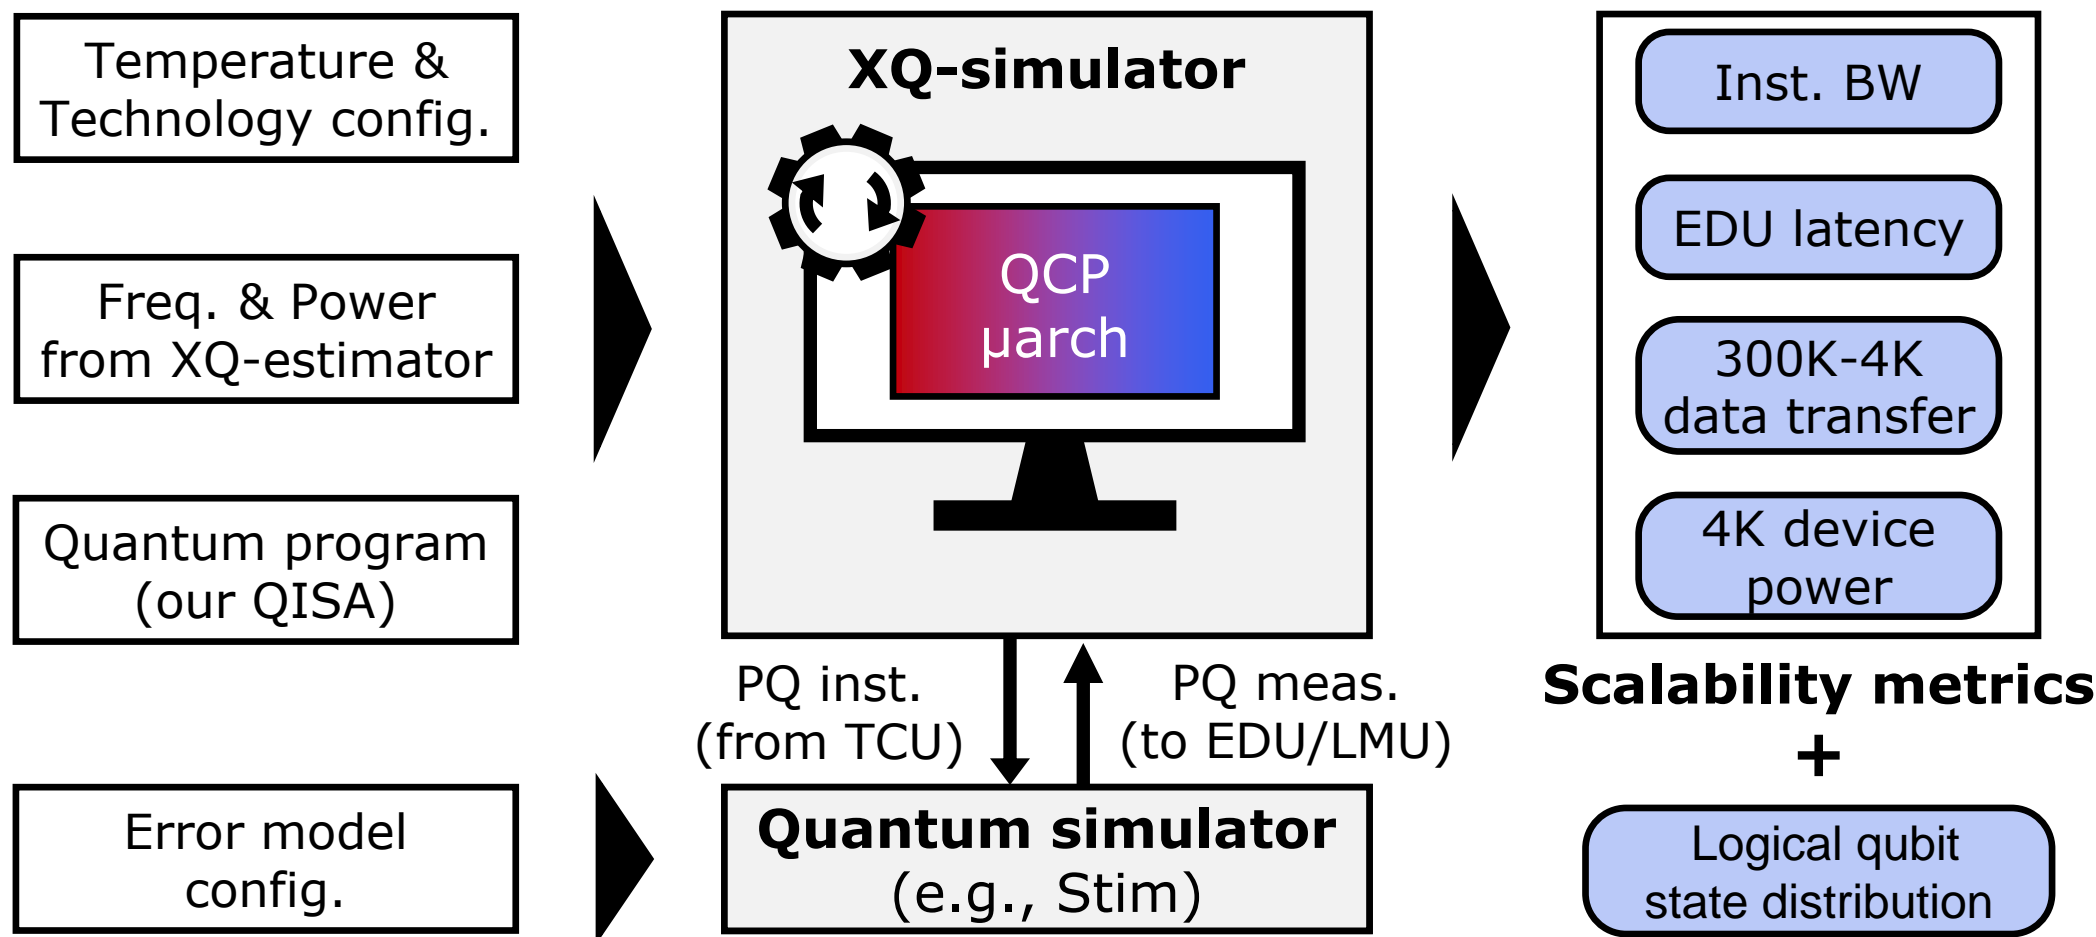 Temperature &
Technology config.
Freq. & Power
from XQ-estimator
Quantum program
(our QISA)
Error model
config.
XQ-simulator
QCP
µarch
PQ inst.
(from TCU)
PQ meas.
(to EDU/LMU)
Quantum simulator
(e.g., Stim)
Inst. BW
EDU latency
300K-4K
data transfer
4K device
power
Scalability metrics
+
Logical qubit
state distribution